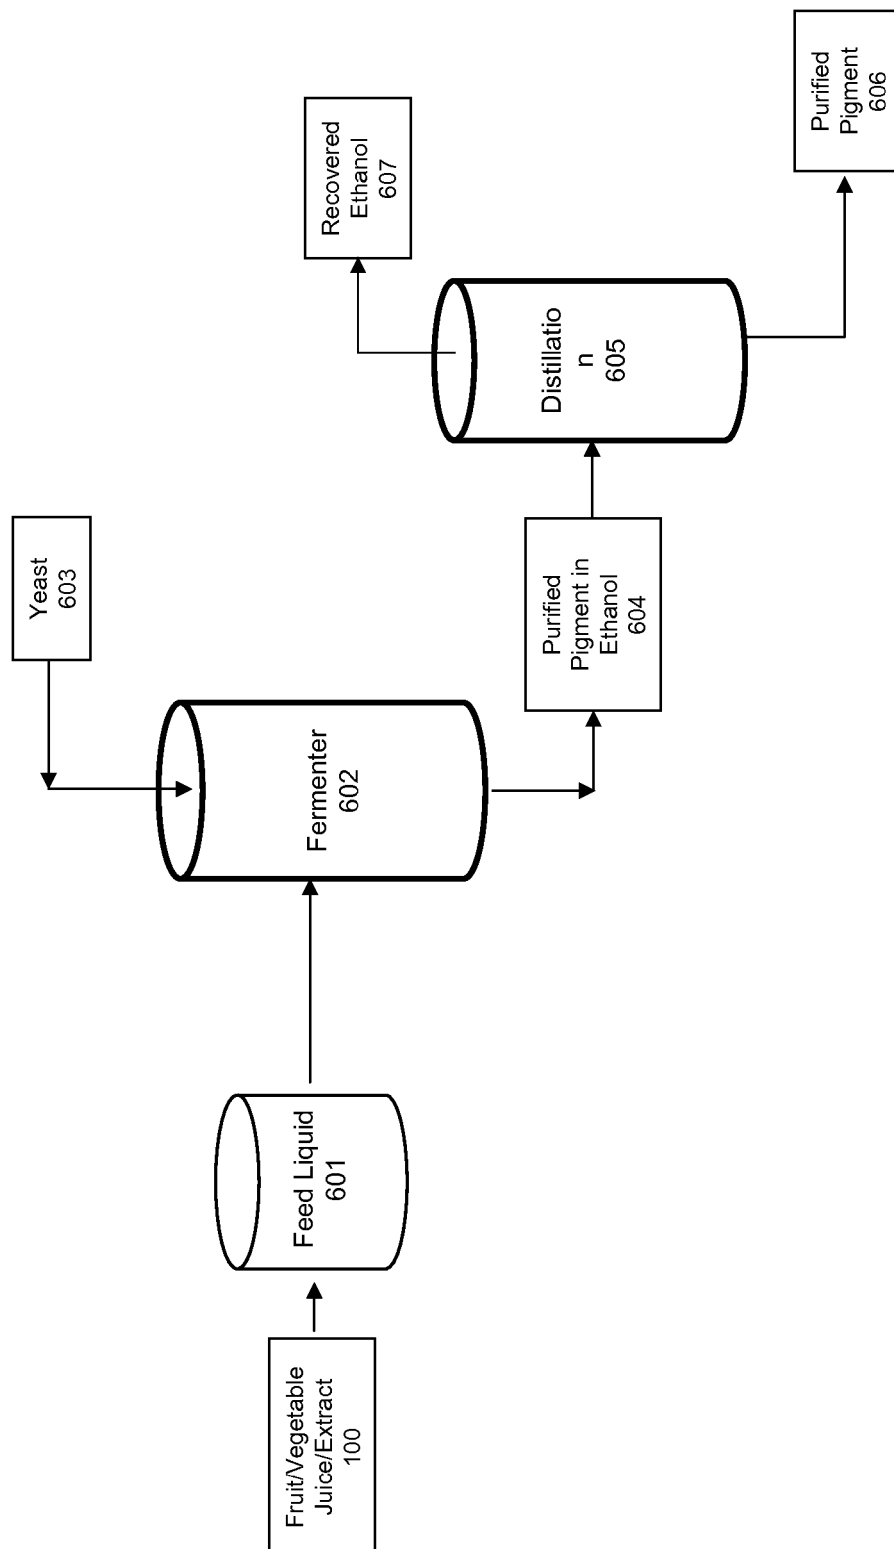 Fruit/Vegetable
Juice/Extract
100
Feed Liquid
601
Fermenter
602
Yeast
603
Purified
Pigment in
Ethanol
604
Distillatio
n
605
Recovered
Ethanol
607
Purified
Pigment
606